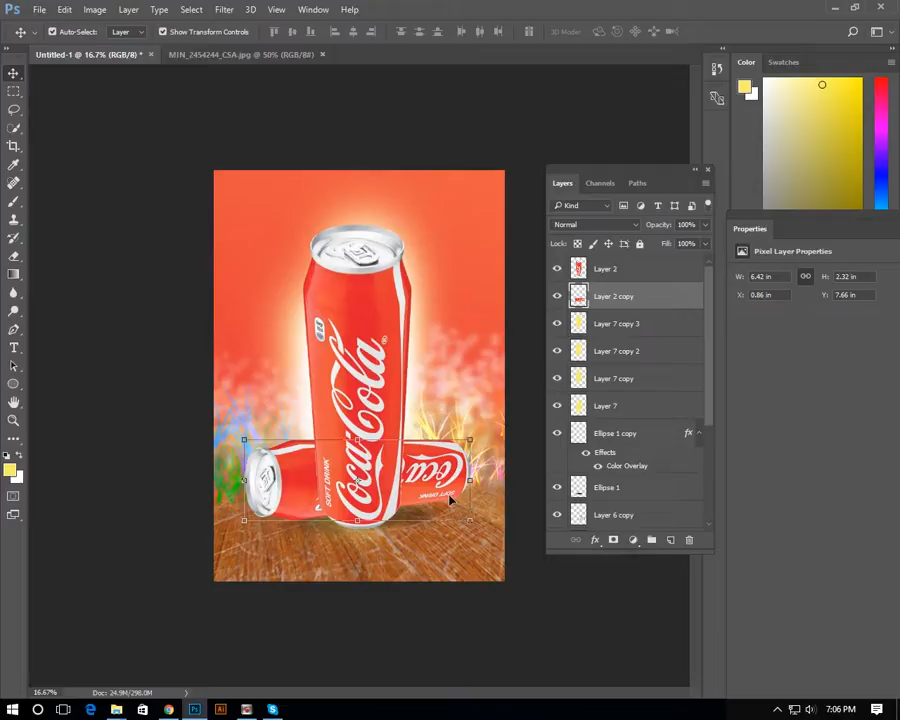 Ps File Edit Image Layer Type Select Filter 3D View Window Help
Auto-Select: Layer Show Transform Controls 3D Mode:
Untitled-1 @ 16.7% (RGB/8) * × MIN_2454244_CSA.jpg @ 50% (RGB/8#) ×
Color Swatches
Layers Channels Paths
Kind
Normal Opacity: 100%
Lock: Fill: 100%
Layer 2
Layer 2 copy
Layer 7 copy 3
Layer 7 copy 2
Layer 7 copy
Layer 7
Ellipse 1 copy fx
Effects
Color Overlay
Ellipse 1
Layer 6 copy
fx
Properties
Pixel Layer Properties
W: 6.42 in H: 2.32 in
X: 0.86 in Y: 7.66 in
Coca-Cola ®
SOFT DRINK
Coca
SOFT DRINK
16.67% Doc: 24.9M/298.0M
Ps Ai 7:06 PM